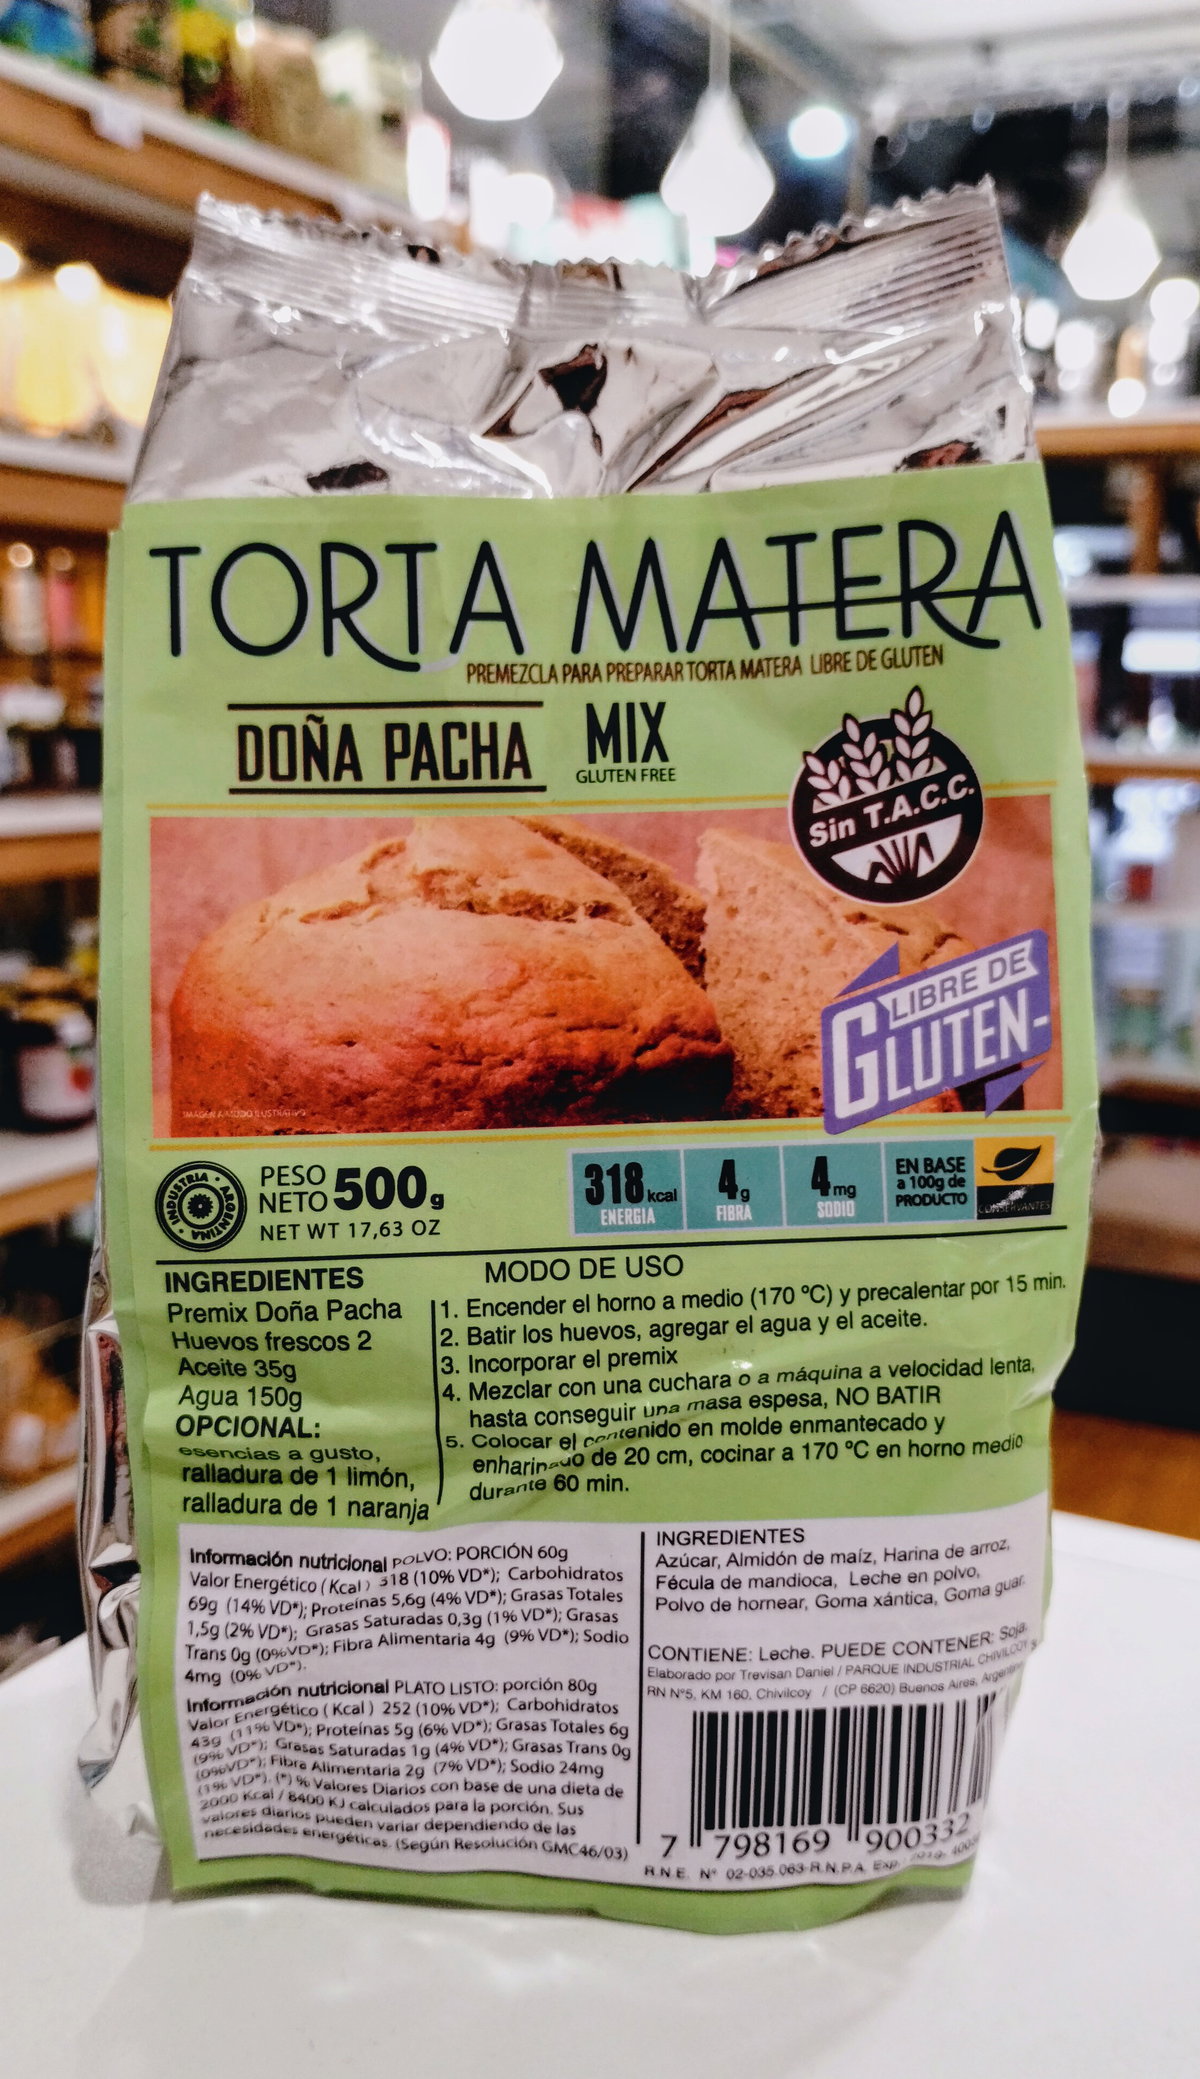 TORTA MATERA
PREMEZCLA PARA PREPARAR TORTA MATERA LIBRE DE GLUTEN
DOÑA PACHA
MIX
GLUTEN FREE
Sin T.A.C.C.
LIBRE DE
GLUTEN-
IMAGEN A MODO ILUSTRATIVO
INDUSTRIA ARGENTINA
PESO
NETO 500g
NET WT 17,63 OZ
318 kcal
ENERGIA
4g
FIBRA
4mg
SODIO
EN BASE
a 100g de
PRODUCTO
CONSERVANTES
INGREDIENTES
Premix Doña Pacha
Huevos frescos 2
Aceite 35g
Agua 150g
OPCIONAL:
esencias a gusto,
ralladura de 1 limón,
ralladura de 1 naranja
MODO DE USO
1. Encender el horno a medio (170 ºC) y precalentar por 15 min.
2. Batir los huevos, agregar el agua y el aceite.
3. Incorporar el premix
4. Mezclar con una cuchara o a máquina a velocidad lenta,
hasta conseguir una masa espesa, NO BATIR
5. Colocar el contenido en molde enmantecado y
enharinado de 20 cm, cocinar a 170 ºC en horno medio
durante 60 min.
Información nutricional POLVO: PORCIÓN 60g
Valor Energético ( Kcal ) 318 (10% VD*); Carbohidratos
69g (14% VD*); Proteínas 5,6g (4% VD*); Grasas Totales
1,5g (2% VD*); Grasas Saturadas 0,3g (1% VD*); Grasas
Trans 0g (0%VD*); Fibra Alimentaria 4g (9% VD*); Sodio
4mg (0% VD*).
Información nutricional PLATO LISTO: porción 80g
Valor Energético ( Kcal ) 252 (10% VD*); Carbohidratos
43g (11% VD*); Proteínas 5g (6% VD*); Grasas Totales 6g
(9% VD*); Grasas Saturadas 1g (4% VD*); Grasas Trans 0g
(0%VD*); Fibra Alimentaria 2g (7% VD*); Sodio 24mg
(1% VD*). (*) % Valores Diarios con base de una dieta de
2000 Kcal / 8400 KJ calculados para la porción. Sus
valores diarios pueden variar dependiendo de las
necesidades energéticas. (Según Resolución GMC46/03)
INGREDIENTES
Azúcar, Almidón de maíz, Harina de arroz,
Fécula de mandioca, Leche en polvo,
Polvo de hornear, Goma xántica, Goma guar.
CONTIENE: Leche. PUEDE CONTENER: Soja.
Elaborado por Trevisan Daniel / PARQUE INDUSTRIAL CHIVILCOY
RN Nº5, KM 160, Chivilcoy / (CP 6620) Buenos Aires, Argentina
7 798169 900332
R.N.E. Nº 02-035.063-R.N.P.A. Exp.